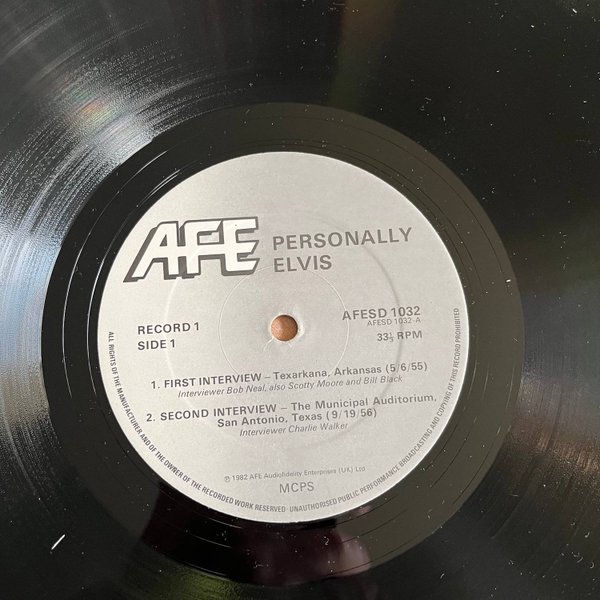 AFE
PERSONALLY
ELVIS
RECORD 1
SIDE 1
AFESD 1032
AFESD 1032-A
33⅓ RPM
1. FIRST INTERVIEW – Texarkana, Arkansas (5/6/55)
Interviewer Bob Neal, also Scotty Moore and Bill Black
2. SECOND INTERVIEW – The Municipal Auditorium,
San Antonio, Texas (9/19/56)
Interviewer Charlie Walker
℗ 1982 AFE Audiofidelity Enterprises (UK) Ltd
MCPS
ALL RIGHTS OF THE MANUFACTURER AND OF THE OWNER OF THE RECORDED WORK RESERVED UNAUTHORISED PUBLIC PERFORMANCE BROADCASTING AND COPYING OF THIS RECORD PROHIBITED